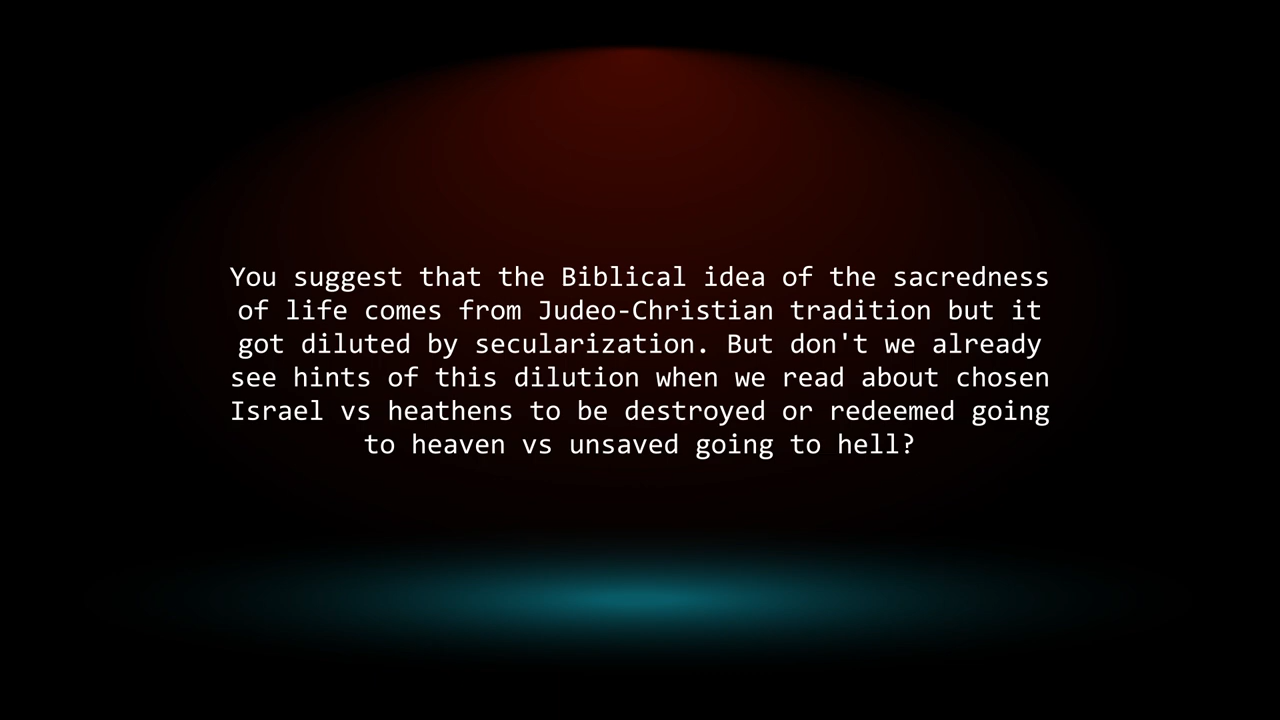 You suggest that the Biblical idea of the sacredness
of life comes from Judeo-Christian tradition but it
got diluted by secularization. But don't we already
see hints of this dilution when we read about chosen
Israel vs heathens to be destroyed or redeemed going
to heaven vs unsaved going to hell?